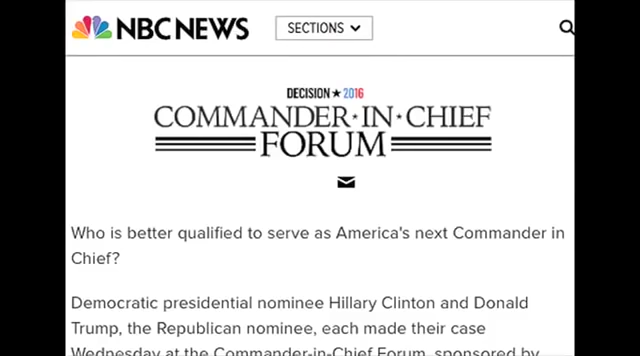 NBC NEWS
SECTIONS
DECISION★2016
COMMANDER·IN·CHIEF
FORUM
Who is better qualified to serve as America's next Commander in
Chief?
Democratic presidential nominee Hillary Clinton and Donald
Trump, the Republican nominee, each made their case
Wednesday at the Commander-in-Chief Forum, sponsored by